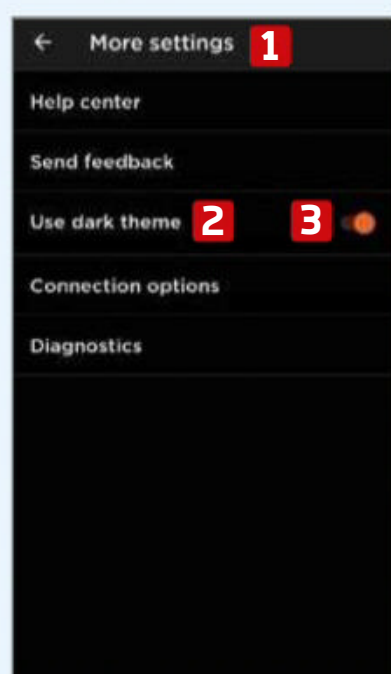 More settings 1
Help center
Send feedback
Use dark theme 2 3
Connection options
Diagnostics